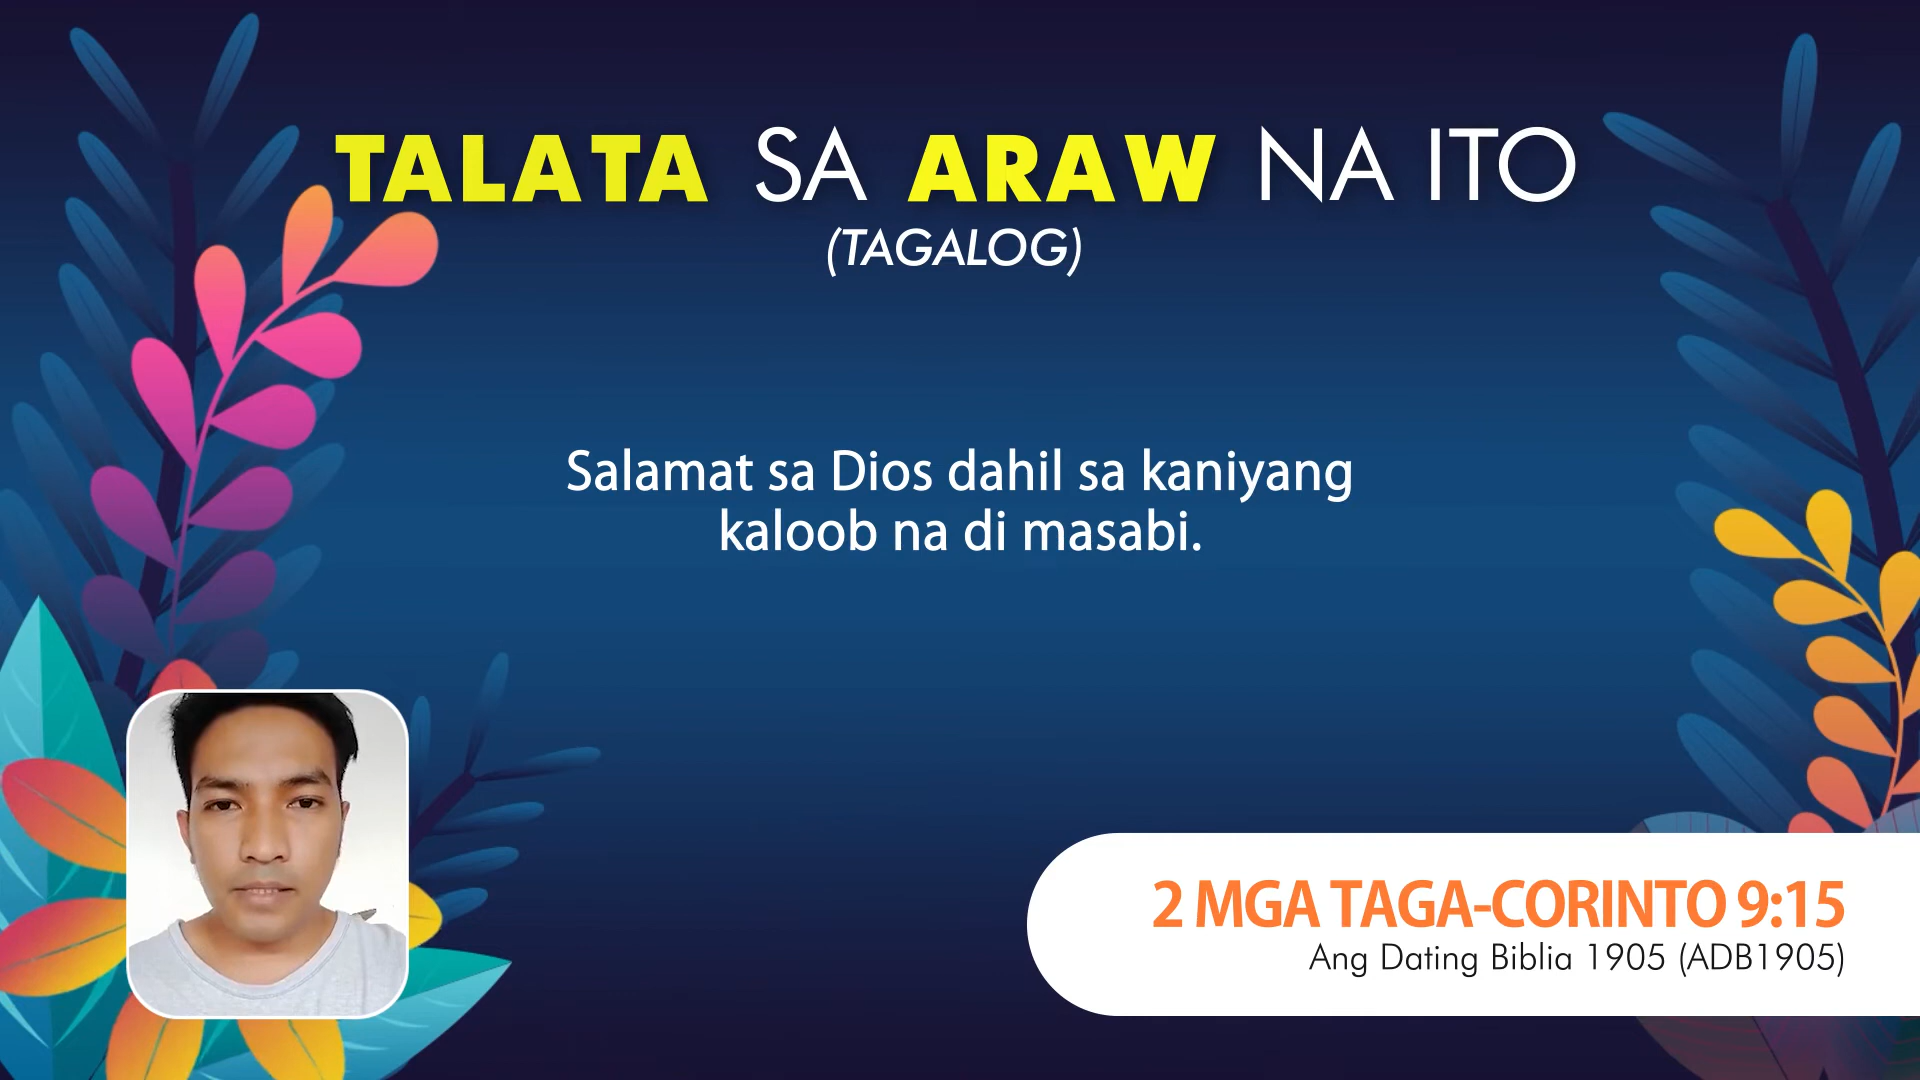 TALATA SA ARAW NA ITO
(TAGALOG)
Salamat sa Dios dahil sa kaniyang
kaloob na di masabi.
2 MGA TAGA-CORINTO 9:15
Ang Dating Biblia 1905 (ADB1905)